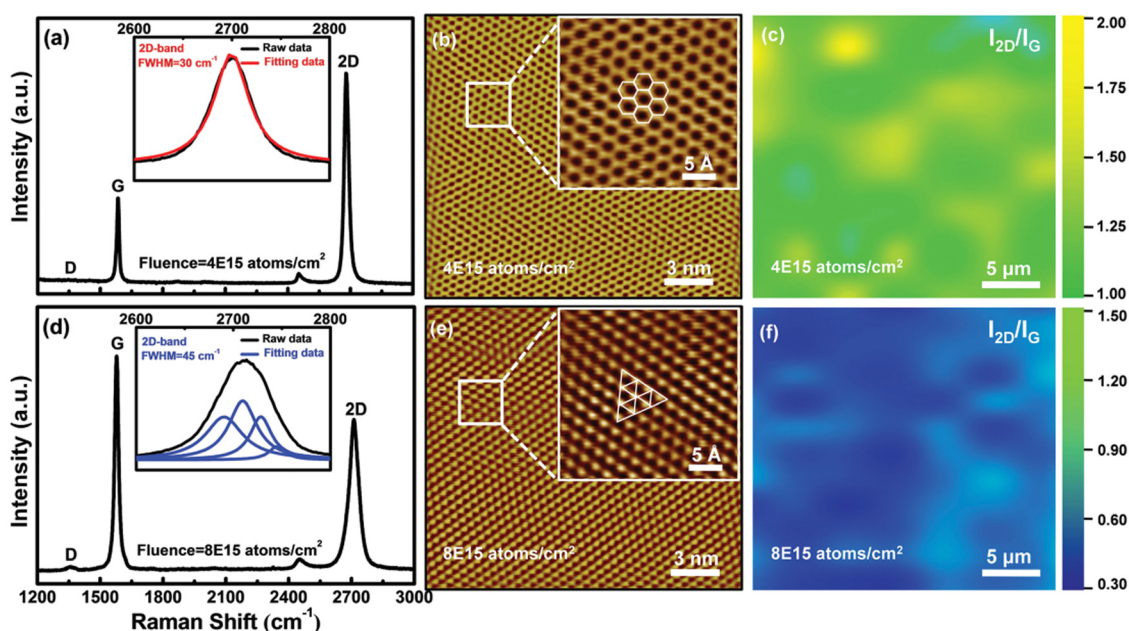 (a)
2600 2700 2800
2D-band
FWHM=30 cm⁻¹
Raw data
Fitting data
2D
G
D
Fluence=4E15 atoms/cm²
Intensity (a.u.)
(b)
5 Å
4E15 atoms/cm²
3 nm
(c)
I₂D/IG
4E15 atoms/cm²
5 µm
2.00
1.75
1.50
1.25
1.00
(d)
2600 2700 2800
2D-band
FWHM=45 cm⁻¹
Raw data
Fitting data
G
2D
D
Fluence=8E15 atoms/cm²
Intensity (a.u.)
1200 1500 1800 2100 2400 2700 3000
Raman Shift (cm⁻¹)
(e)
5 Å
8E15 atoms/cm²
3 nm
(f)
I₂D/IG
8E15 atoms/cm²
5 µm
1.50
1.20
0.90
0.60
0.30